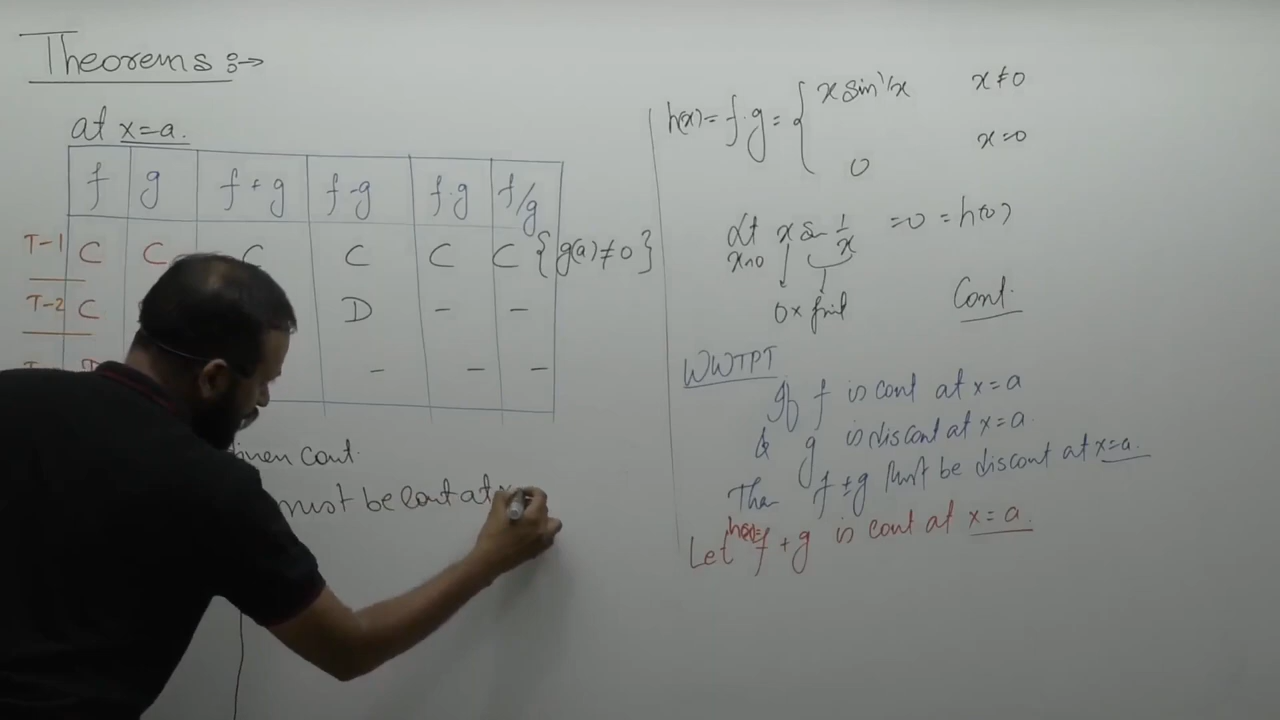 Theorems :→
at x=a.
f g f+g f-g f·g f/g
T-1 C C C C C C {g(a)≠0}
T-2 C D - -
- - -
cont.
must be cont at
h(x)= f·g = { x sin 1/x x≠0
0 x=0
Lt x→0 x sin 1/x =0 =h(0)
0× finit
Cont.
WWTPT
If f is cont at x=a
& g is discont at x=a.
Then f±g must be discont at x=a.
Let h(x)= f+g is cont at x=a.